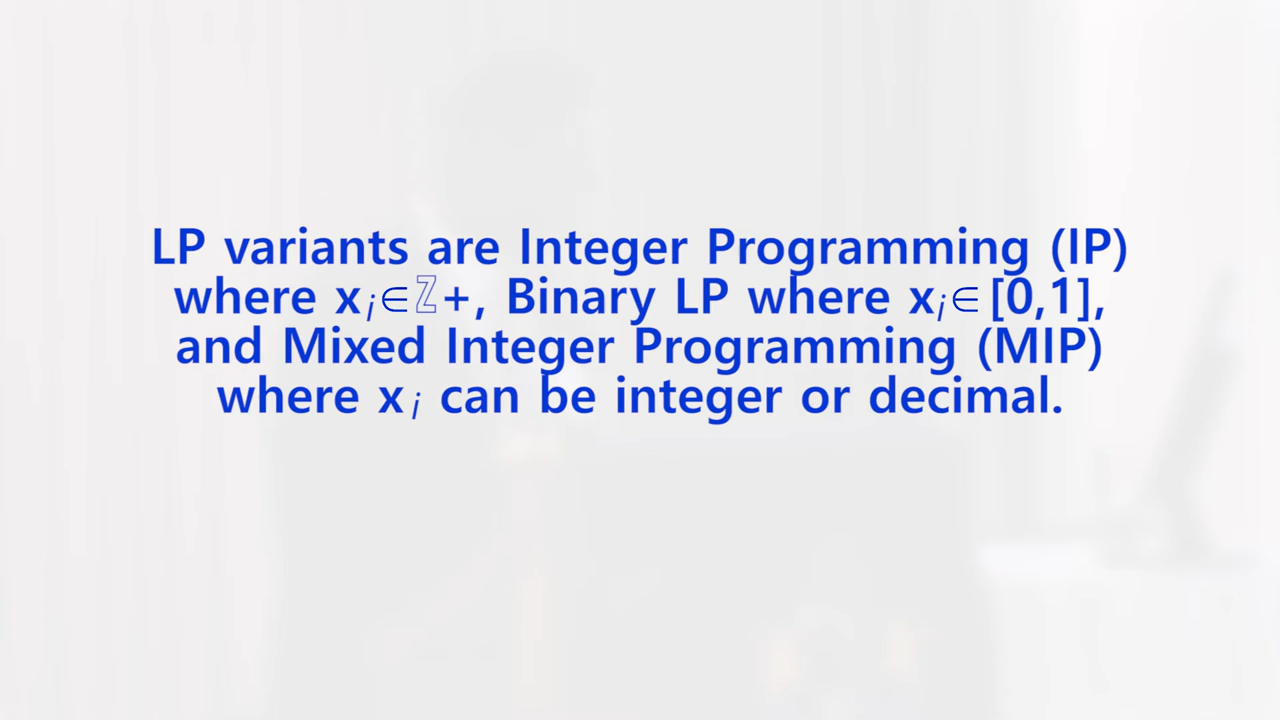 LP variants are Integer Programming (IP)
where xᵢ∈ℤ+, Binary LP where xᵢ∈[0,1],
and Mixed Integer Programming (MIP)
where xᵢ can be integer or decimal.